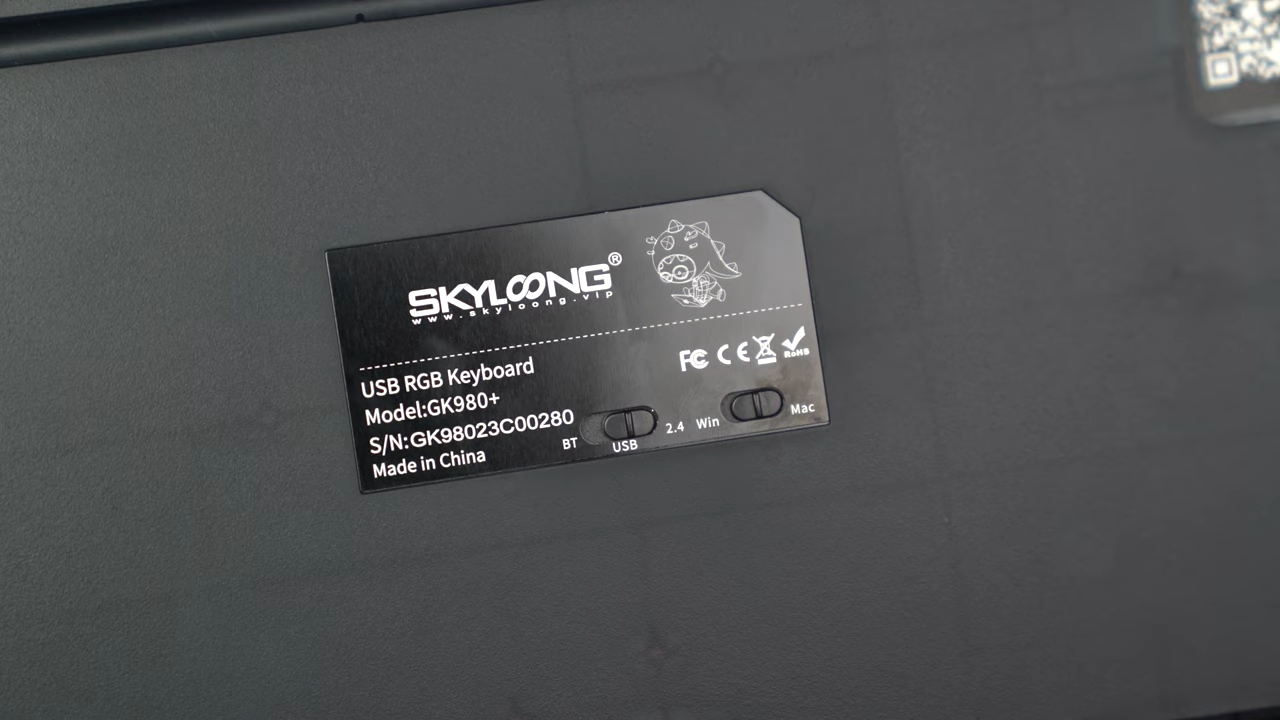 SKYLOONG®
www.skyloong.vip
USB RGB Keyboard
Model:GK980+
S/N:GK98023C00280
Made in China
FC CE RoHS
BT USB 2.4 Win Mac